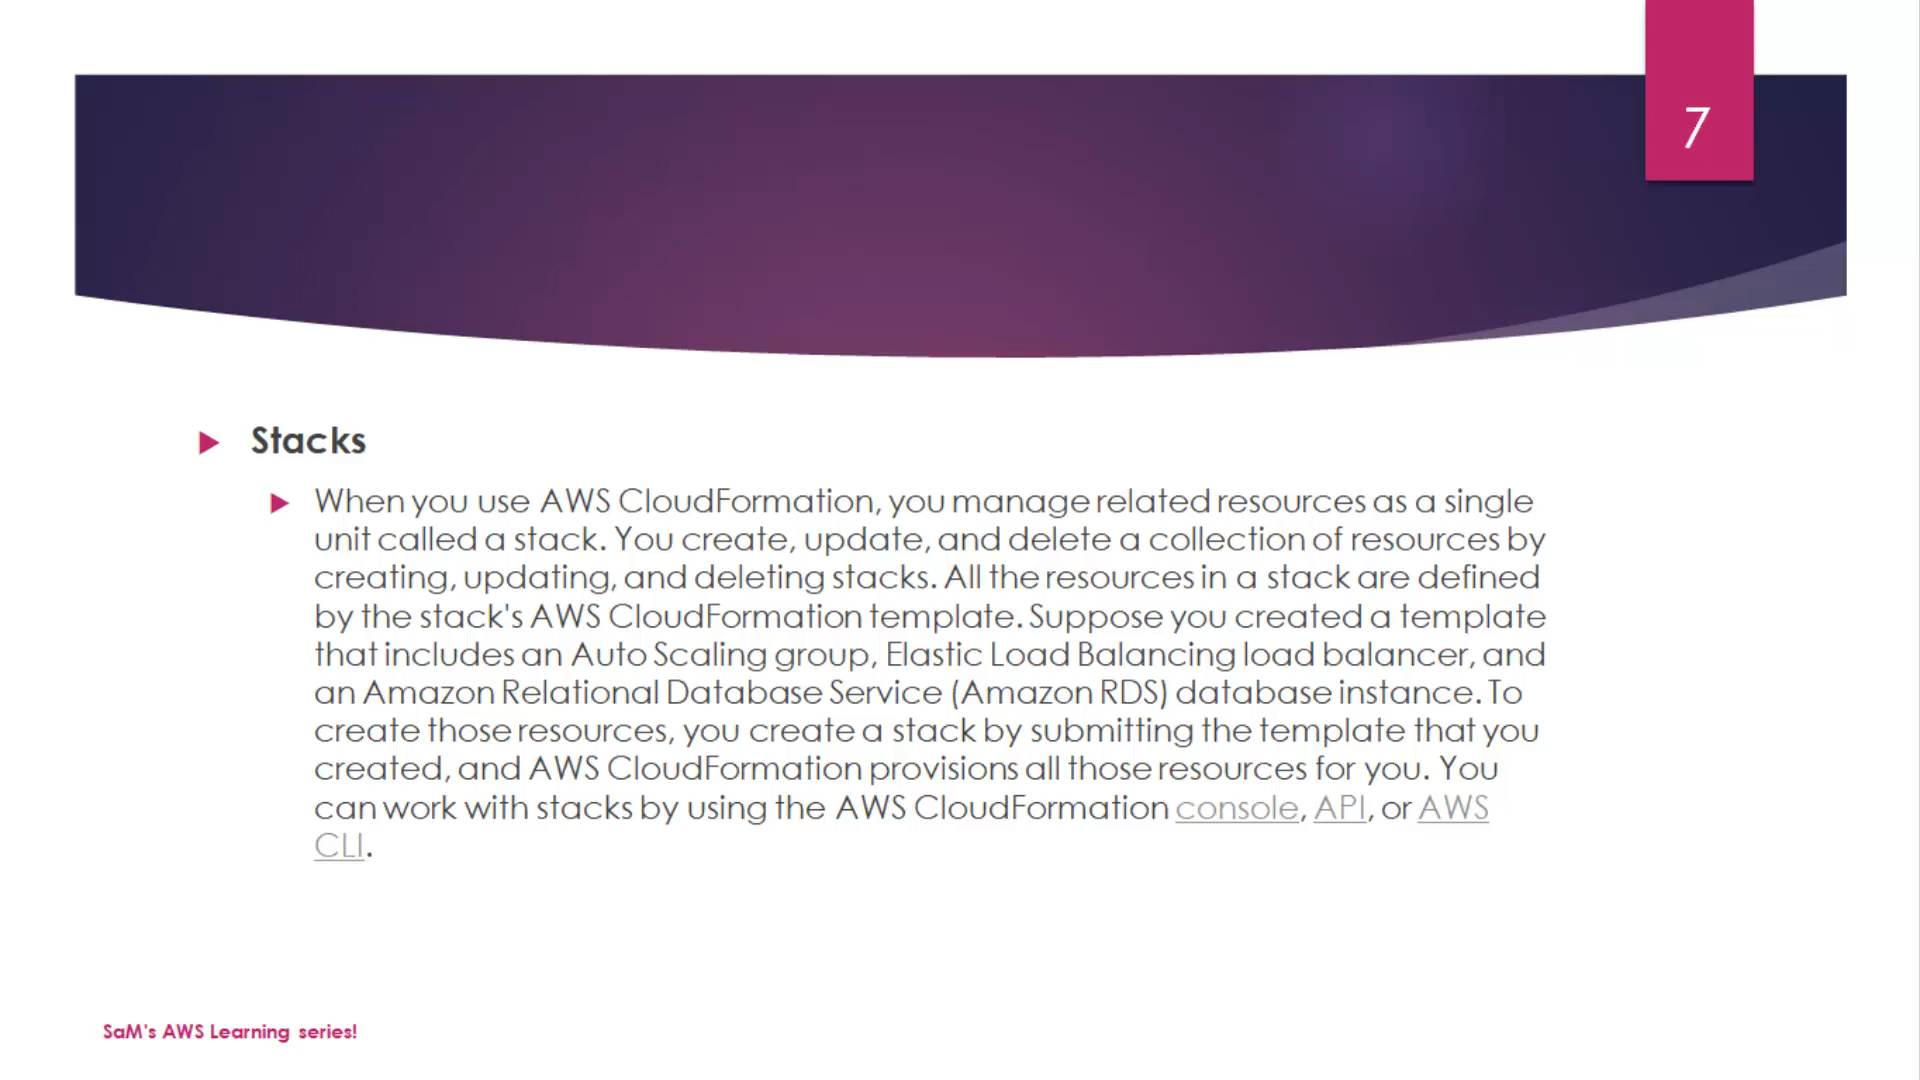 7
Stacks
When you use AWS CloudFormation, you manage related resources as a single
unit called a stack. You create, update, and delete a collection of resources by
creating, updating, and deleting stacks. All the resources in a stack are defined
by the stack's AWS CloudFormation template. Suppose you created a template
that includes an Auto Scaling group, Elastic Load Balancing load balancer, and
an Amazon Relational Database Service (Amazon RDS) database instance. To
create those resources, you create a stack by submitting the template that you
created, and AWS CloudFormation provisions all those resources for you. You
can work with stacks by using the AWS CloudFormation console, API, or AWS
CLI.
SaM's AWS Learning series!